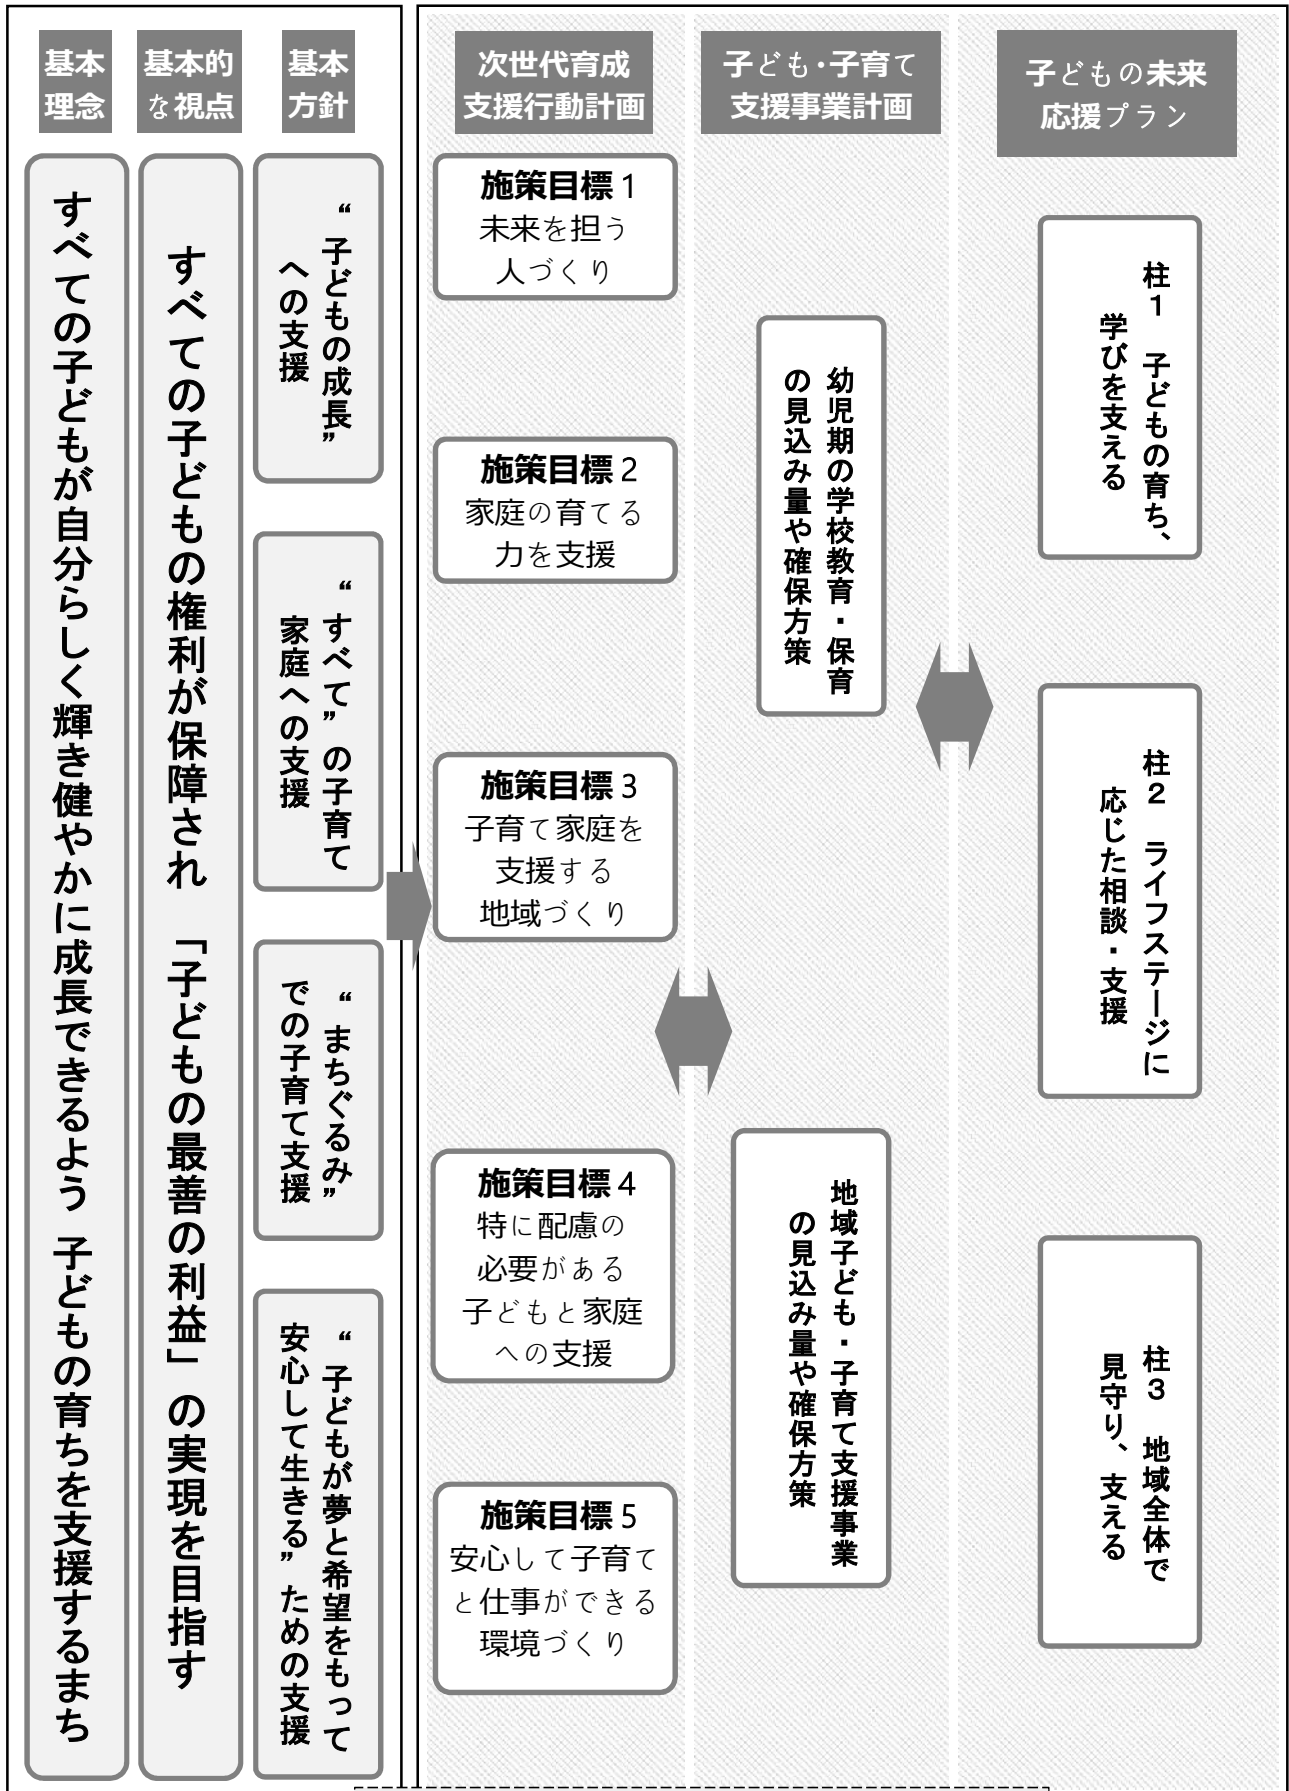 基本
理念
すべての子どもが自分らしく輝き健やかに成長できるよう 子どもの育ちを支援するまち
基本的
な視点
すべての子どもの権利が保障され 「子どもの最善の利益」の実現を目指す
基本
方針
“子どもの成長”
への支援
“すべて”の子育て
家庭への支援
“まちぐるみ”
での子育て支援
“子どもが夢と希望をもって
安心して生きる”ための支援
次世代育成
支援行動計画
施策目標1
未来を担う
人づくり
施策目標2
家庭の育てる
力を支援
施策目標3
子育て家庭を
支援する
地域づくり
施策目標4
特に配慮の
必要がある
子どもと家庭
への支援
施策目標5
安心して子育て
と仕事ができる
環境づくり
子ども・子育て
支援事業計画
幼児期の学校教育・保育
の見込み量や確保方策
地域子ども・子育て支援事業
の見込み量や確保方策
子どもの未来
応援プラン
柱1 子どもの育ち、
学びを支える
柱2 ライフステージに
応じた相談・支援
柱3 地域全体で
見守り、支える